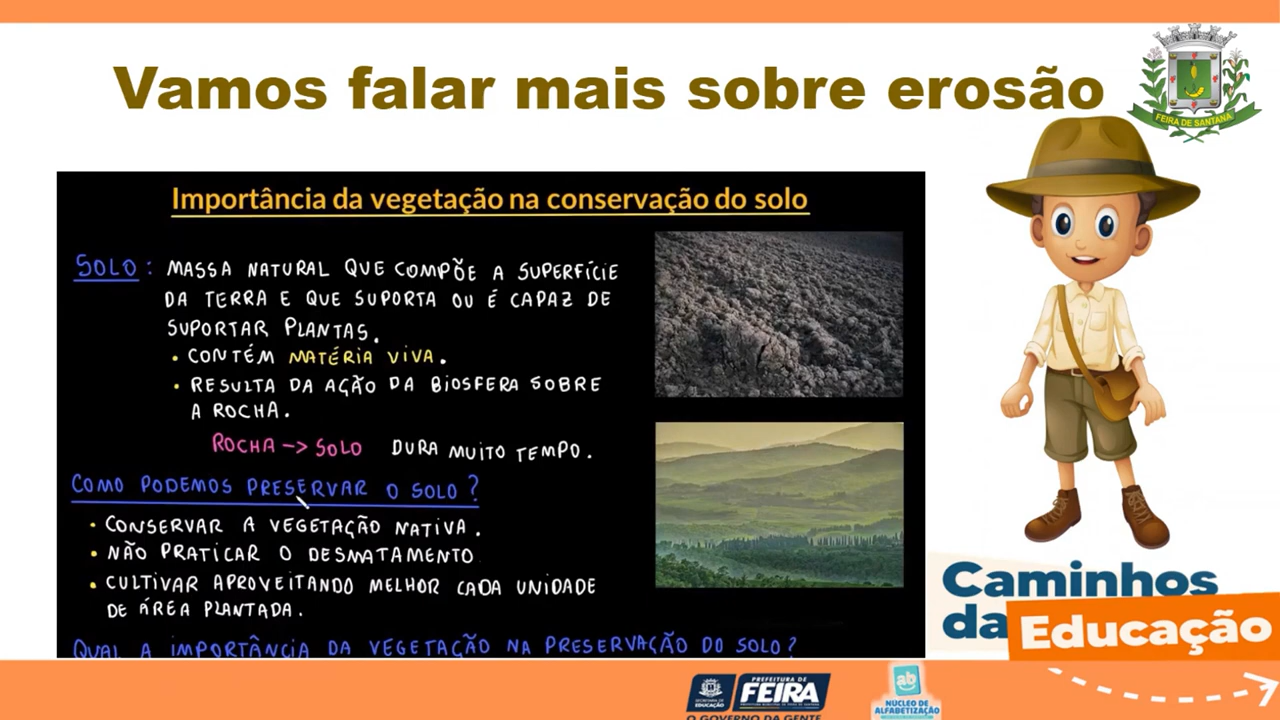 Vamos falar mais sobre erosão
FEIRA DE SANTANA
Importância da vegetação na conservação do solo
SOLO: MASSA NATURAL QUE COMPÕE A SUPERFÍCIE
DA TERRA E QUE SUPORTA OU É CAPAZ DE
SUPORTAR PLANTAS.
• CONTÉM MATÉRIA VIVA.
• RESULTA DA AÇÃO DA BIOSFERA SOBRE
A ROCHA.
ROCHA -> SOLO DURA MUITO TEMPO.
COMO PODEMOS PRESERVAR O SOLO?
• CONSERVAR A VEGETAÇÃO NATIVA.
• NÃO PRATICAR O DESMATAMENTO
• CULTIVAR APROVEITANDO MELHOR CADA UNIDADE
DE ÁREA PLANTADA.
QUAL A IMPORTÂNCIA DA VEGETAÇÃO NA PRESERVAÇÃO DO SOLO?
Caminhos
da Educação
SECRETARIA DE
EDUCAÇÃO
PREFEITURA DE
FEIRA
O GOVERNO DA GENTE
ab
NÚCLEO DE
ALFABETIZAÇÃO